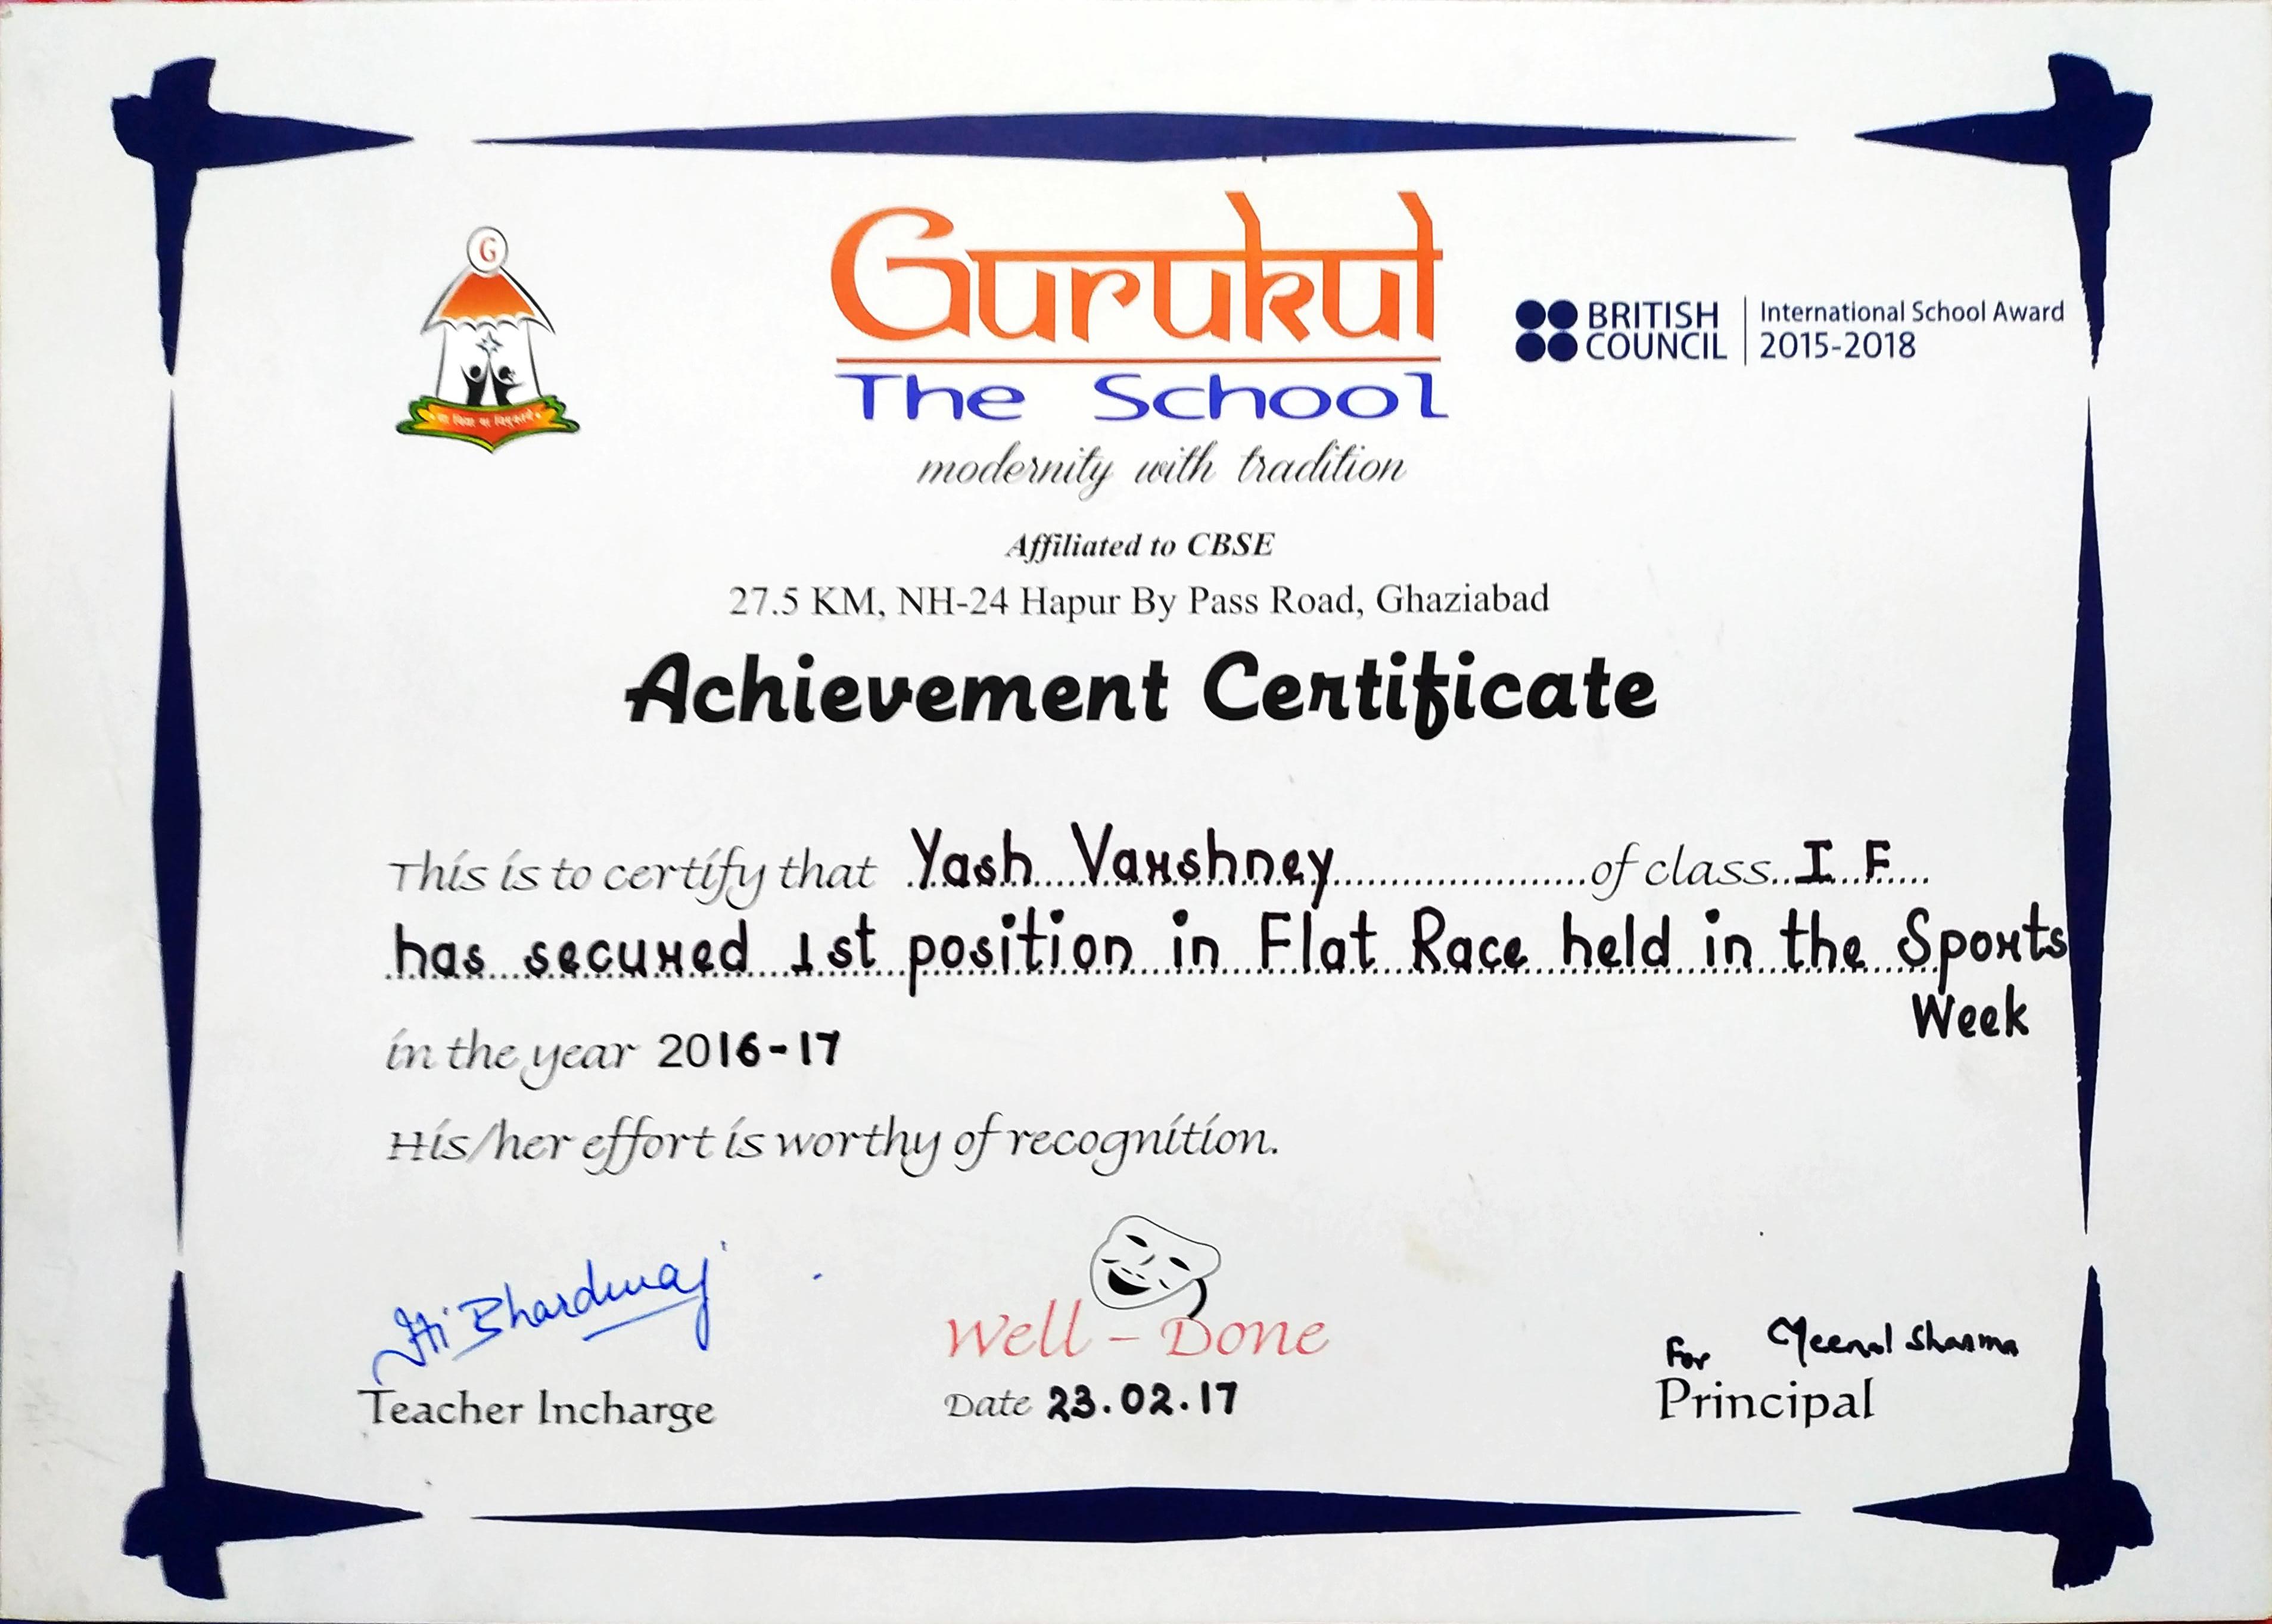 G
सा विद्या या विमुक्तये
Gurukul
The School
modernity with tradition
BRITISH COUNCIL
International School Award
2015-2018
Affiliated to CBSE
27.5 KM, NH-24 Hapur By Pass Road, Ghaziabad
Achievement Certificate
This is to certify that Yash Varshney of class I F
has secured 1st position in Flat Race held in the Sports
Week
in the year 2016-17
His/her effort is worthy of recognition.
Bhardwaj
Teacher Incharge
Well - Done
Date 23.02.17
For Meenal Sharma
Principal